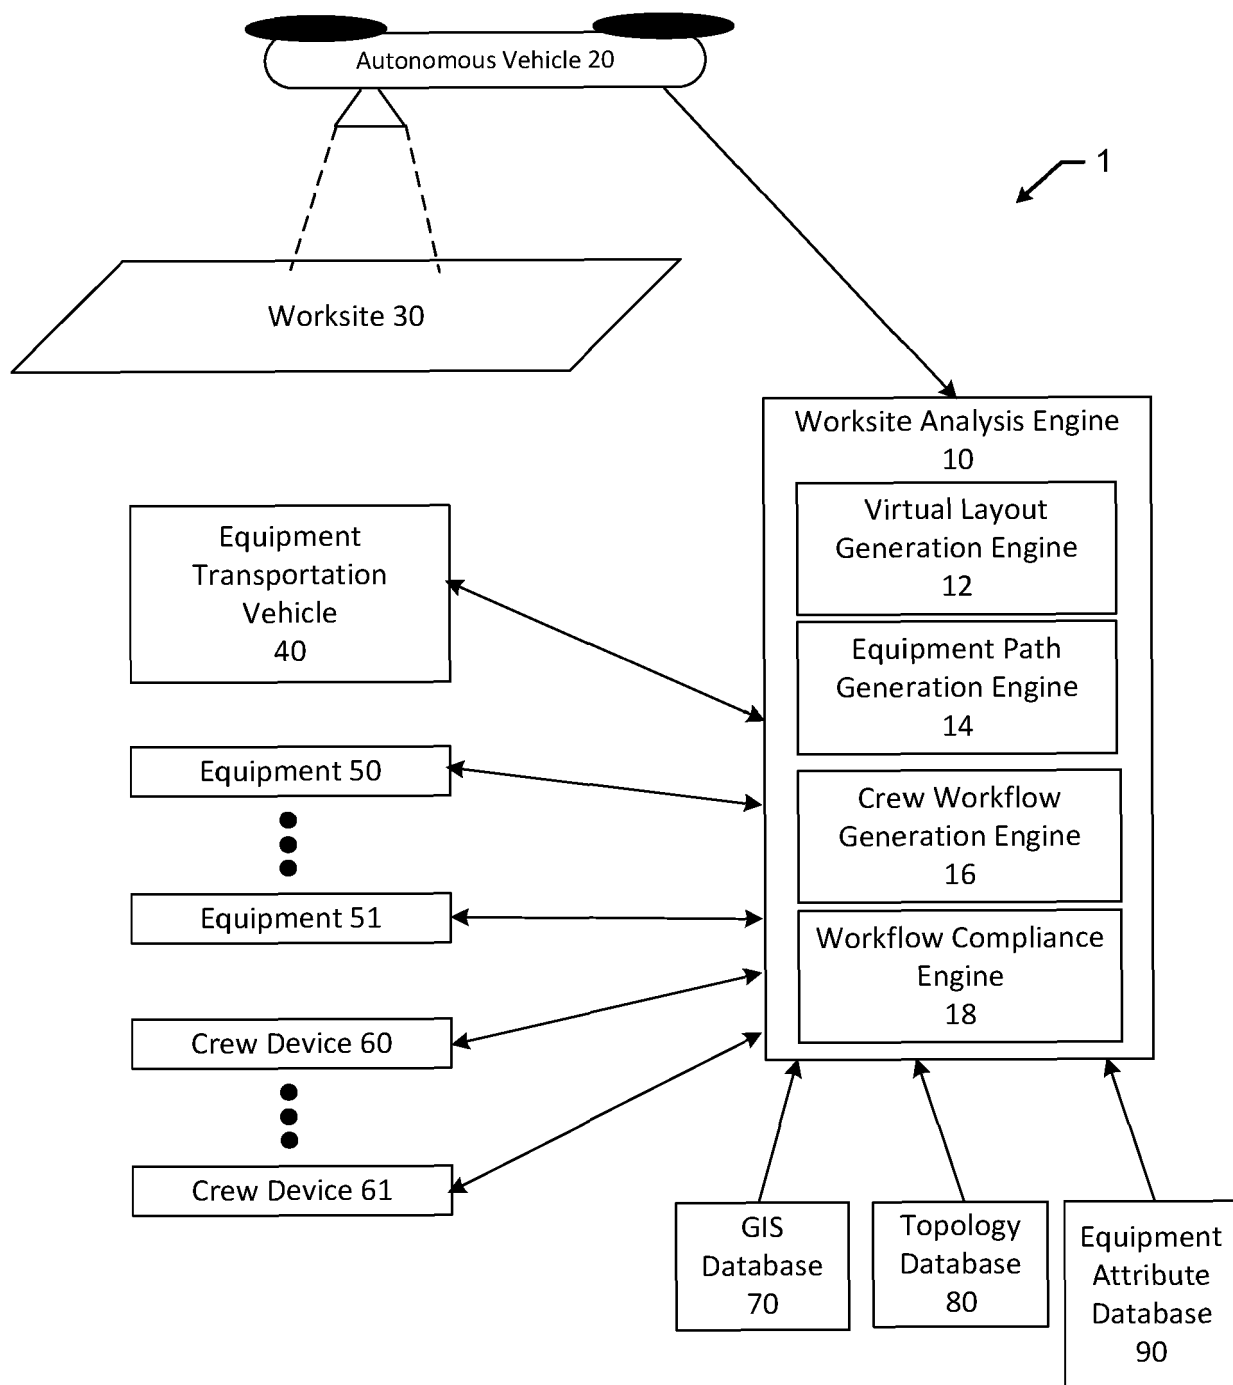 Autonomous Vehicle 20
1
Worksite 30
Worksite Analysis Engine
10
Virtual Layout
Generation Engine
12
Equipment
Transportation
Vehicle
40
Equipment Path
Generation Engine
14
Equipment 50
Crew Workflow
Generation Engine
16
Equipment 51
Workflow Compliance
Engine
18
Crew Device 60
Crew Device 61
GIS
Database
70
Topology
Database
80
Equipment
Attribute
Database
90